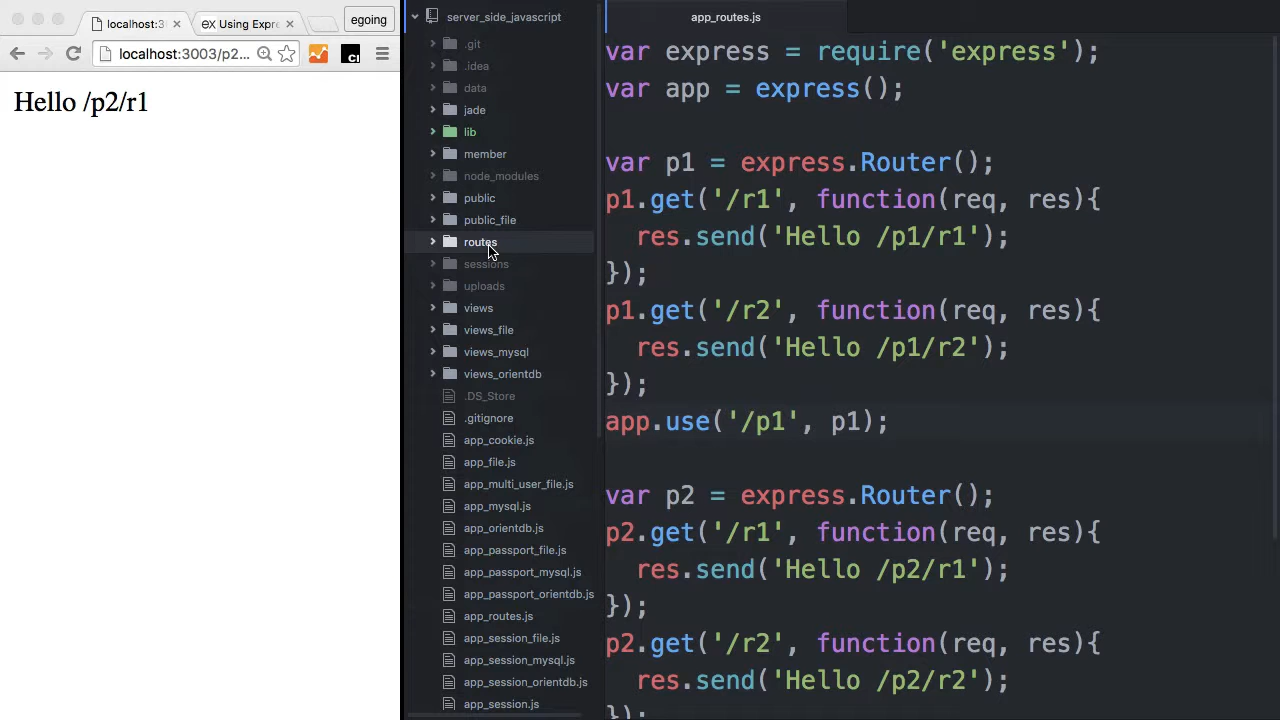 localhost:3
Using Expre
egoing
localhost:3003/p2...
Hello /p2/r1
server_side_javascript
.git
.idea
data
jade
lib
member
node_modules
public
public_file
routes
sessions
uploads
views
views_file
views_mysql
views_orientdb
.DS_Store
.gitignore
app_cookie.js
app_file.js
app_multi_user_file.js
app_mysql.js
app_orientdb.js
app_passport_file.js
app_passport_mysql.js
app_passport_orientdb.js
app_routes.js
app_session_file.js
app_session_mysql.js
app_session_orientdb.js
app_session.js
app_routes.js
var express = require('express');
var app = express();
var p1 = express.Router();
p1.get('/r1', function(req, res){
res.send('Hello /p1/r1');
});
p1.get('/r2', function(req, res){
res.send('Hello /p1/r2');
});
app.use('/p1', p1);
var p2 = express.Router();
p2.get('/r1', function(req, res){
res.send('Hello /p2/r1');
});
p2.get('/r2', function(req, res){
res.send('Hello /p2/r2');
});